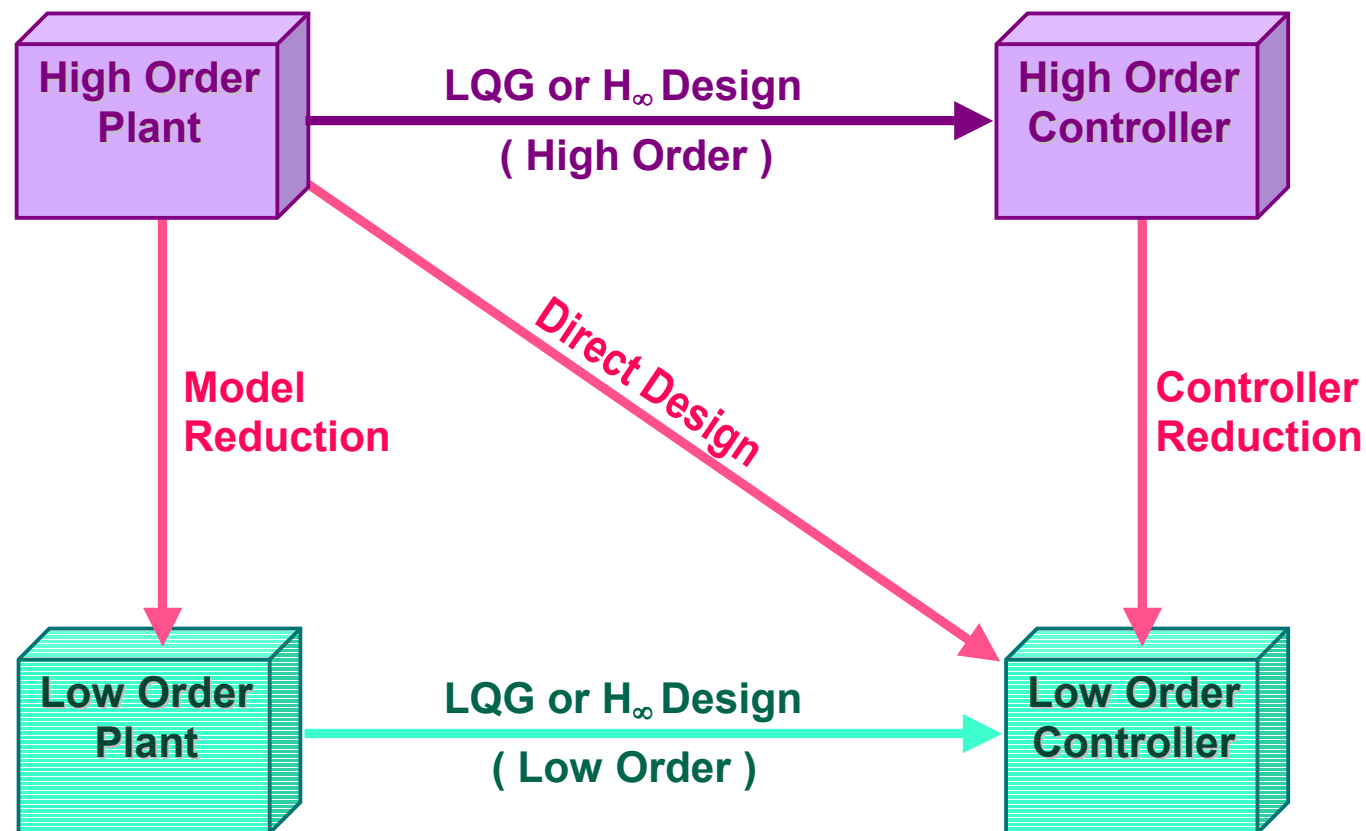 High Order
Plant
LQG or H∞ Design
( High Order )
High Order
Controller
Direct Design
Model
Reduction
Controller
Reduction
Low Order
Plant
LQG or H∞ Design
( Low Order )
Low Order
Controller